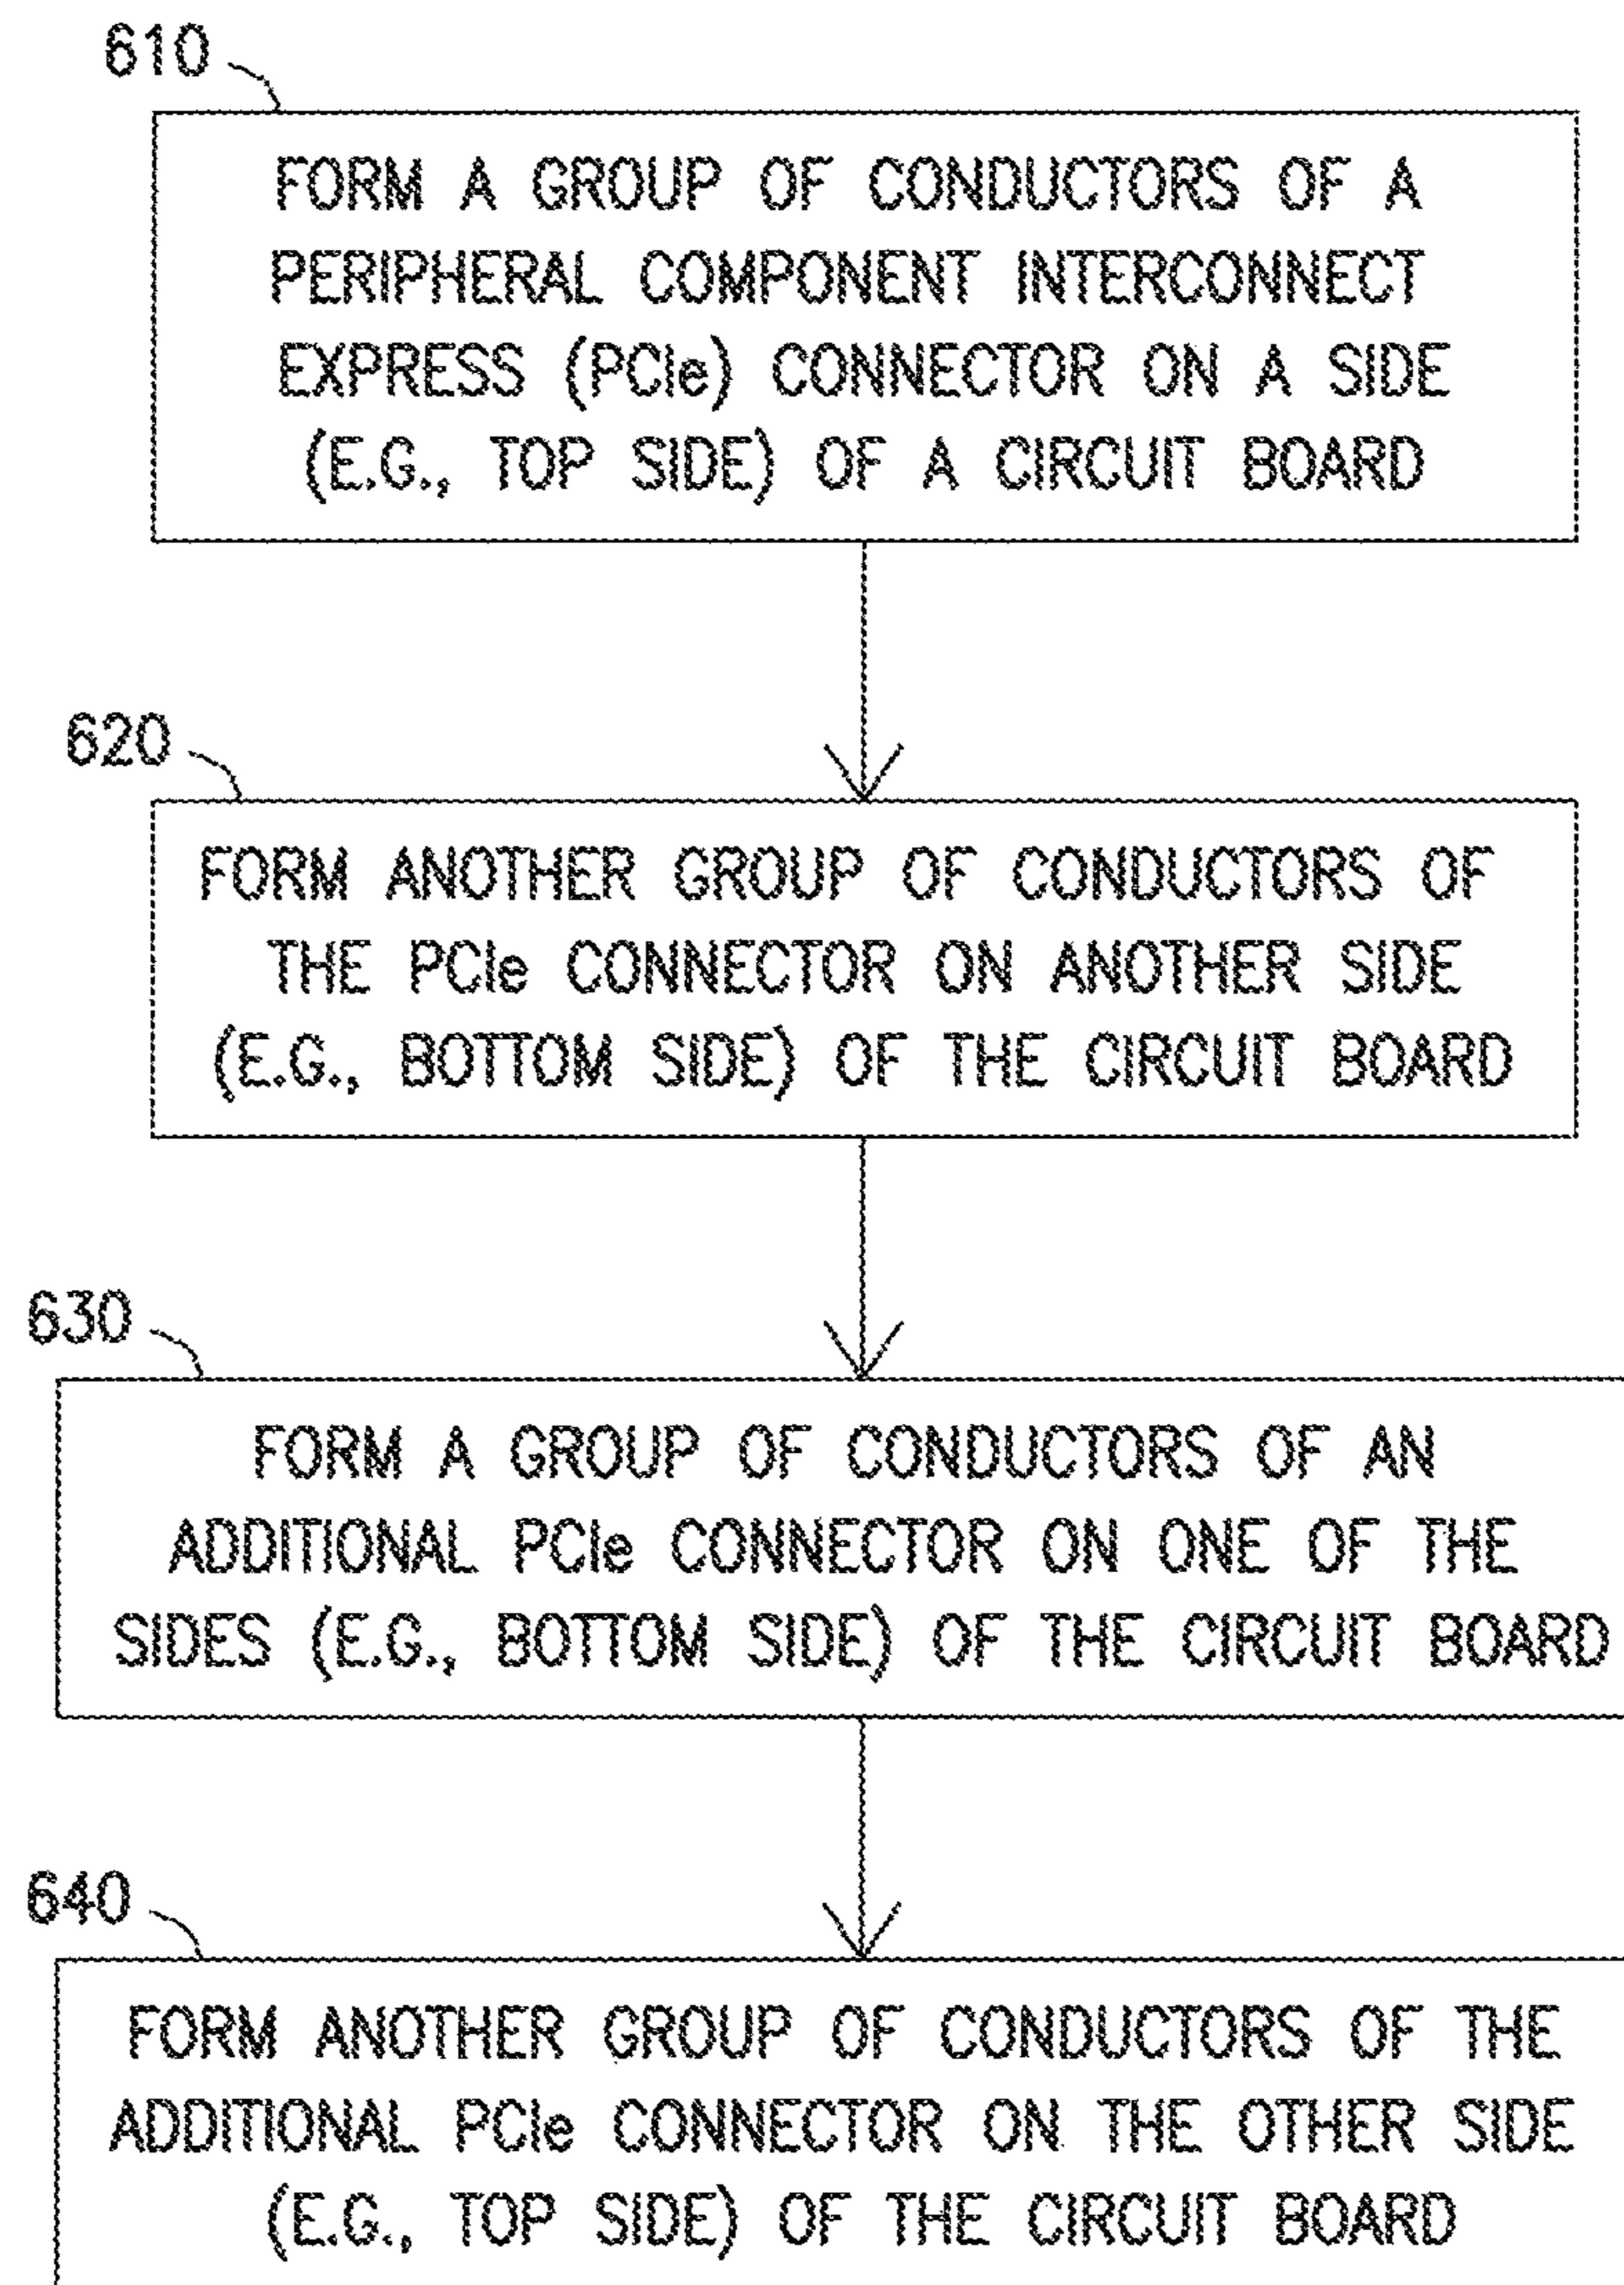 610
FORM A GROUP OF CONDUCTORS OF A
PERIPHERAL COMPONENT INTERCONNECT
EXPRESS (PCIe) CONNECTOR ON A SIDE
(E.G., TOP SIDE) OF A CIRCUIT BOARD
620
FORM ANOTHER GROUP OF CONDUCTORS OF
THE PCIe CONNECTOR ON ANOTHER SIDE
(E.G., BOTTOM SIDE) OF THE CIRCUIT BOARD
630
FORM A GROUP OF CONDUCTORS OF AN
ADDITIONAL PCIe CONNECTOR ON ONE OF THE
SIDES (E.G., BOTTOM SIDE) OF THE CIRCUIT BOARD
640
FORM ANOTHER GROUP OF CONDUCTORS OF THE
ADDITIONAL PCIe CONNECTOR ON THE OTHER SIDE
(E.G., TOP SIDE) OF THE CIRCUIT BOARD